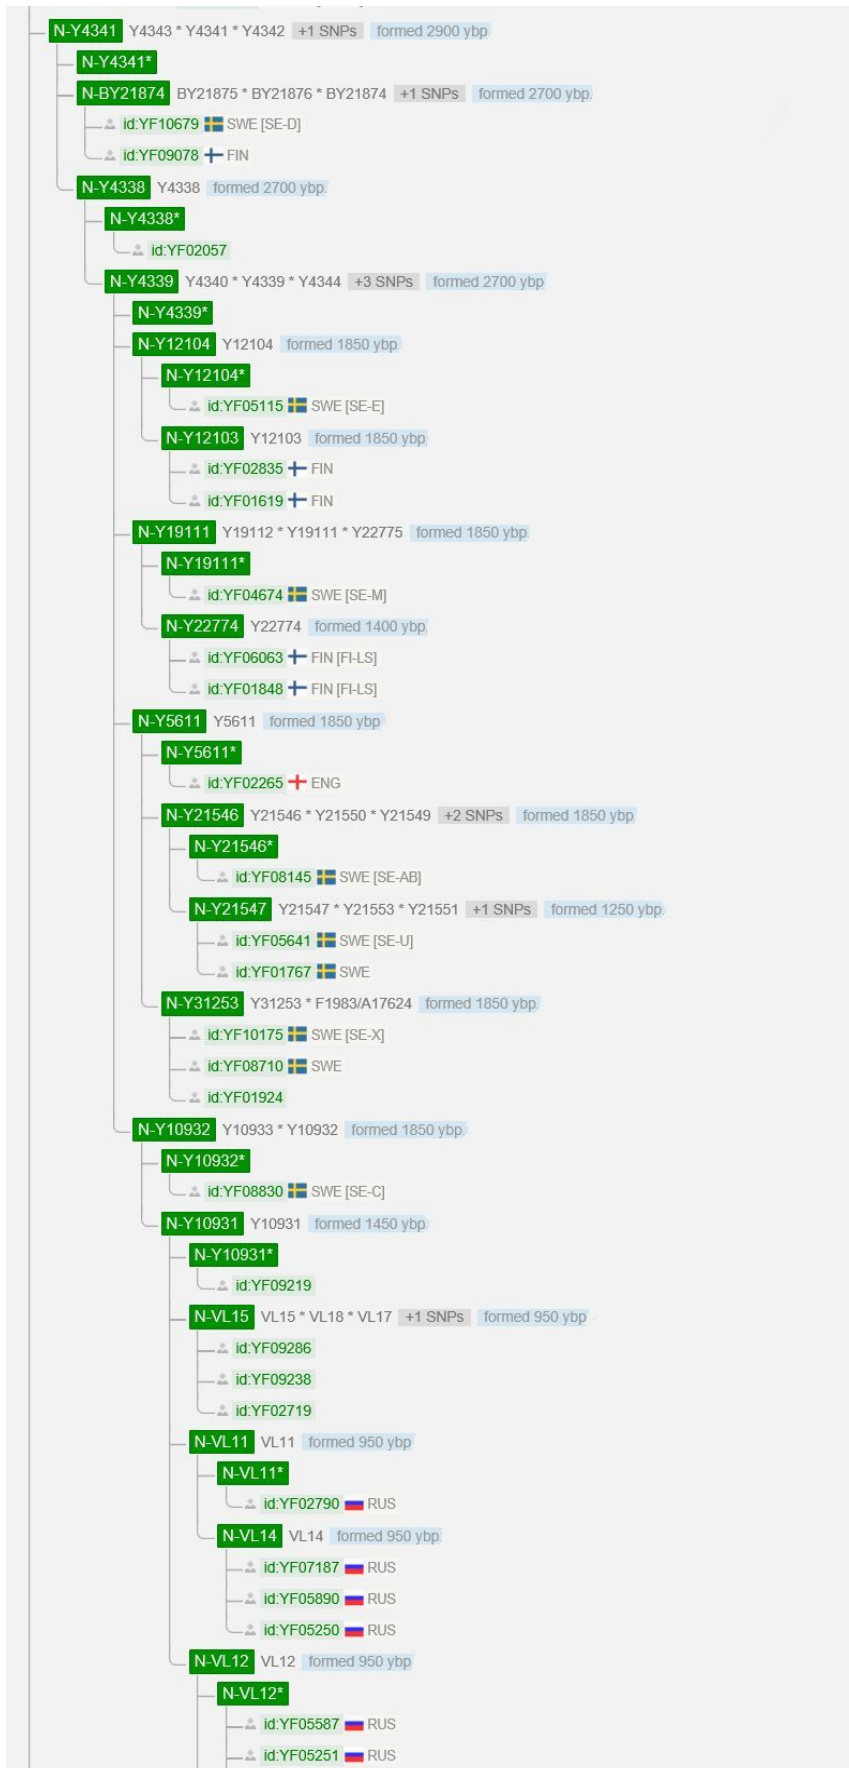 N-Y4341 Y4343 * Y4341 * Y4342 +1 SNPs formed 2900 ybp
N-Y4341*
N-BY21874 BY21875 * BY21876 * BY21874 +1 SNPs formed 2700 ybp
id:YF10679 SWE [SE-D]
id:YF09078 FIN
N-Y4338 Y4338 formed 2700 ybp
N-Y4338*
id:YF02057
N-Y4339 Y4340 * Y4339 * Y4344 +3 SNPs formed 2700 ybp
N-Y4339*
N-Y12104 Y12104 formed 1850 ybp
N-Y12104*
id:YF05115 SWE [SE-E]
N-Y12103 Y12103 formed 1850 ybp
id:YF02835 FIN
id:YF01619 FIN
N-Y19111 Y19112 * Y19111 * Y22775 formed 1850 ybp
N-Y19111*
id:YF04674 SWE [SE-M]
N-Y22774 Y22774 formed 1400 ybp
id:YF06063 FIN [FI-LS]
id:YF01848 FIN [FI-LS]
N-Y5611 Y5611 formed 1850 ybp
N-Y5611*
id:YF02265 ENG
N-Y21546 Y21546 * Y21550 * Y21549 +2 SNPs formed 1850 ybp
N-Y21546*
id:YF08145 SWE [SE-AB]
N-Y21547 Y21547 * Y21553 * Y21551 +1 SNPs formed 1250 ybp
id:YF05641 SWE [SE-U]
id:YF01767 SWE
N-Y31253 Y31253 * F1983/A17624 formed 1850 ybp
id:YF10175 SWE [SE-X]
id:YF08710 SWE
id:YF01924
N-Y10932 Y10933 * Y10932 formed 1850 ybp
N-Y10932*
id:YF08830 SWE [SE-C]
N-Y10931 Y10931 formed 1450 ybp
N-Y10931*
id:YF09219
N-VL15 VL15 * VL18 * VL17 +1 SNPs formed 950 ybp
id:YF09286
id:YF09238
id:YF02719
N-VL11 VL11 formed 950 ybp
N-VL11*
id:YF02790 RUS
N-VL14 VL14 formed 950 ybp
id:YF07187 RUS
id:YF05890 RUS
id:YF05250 RUS
N-VL12 VL12 formed 950 ybp
N-VL12*
id:YF05587 RUS
id:YF05251 RUS